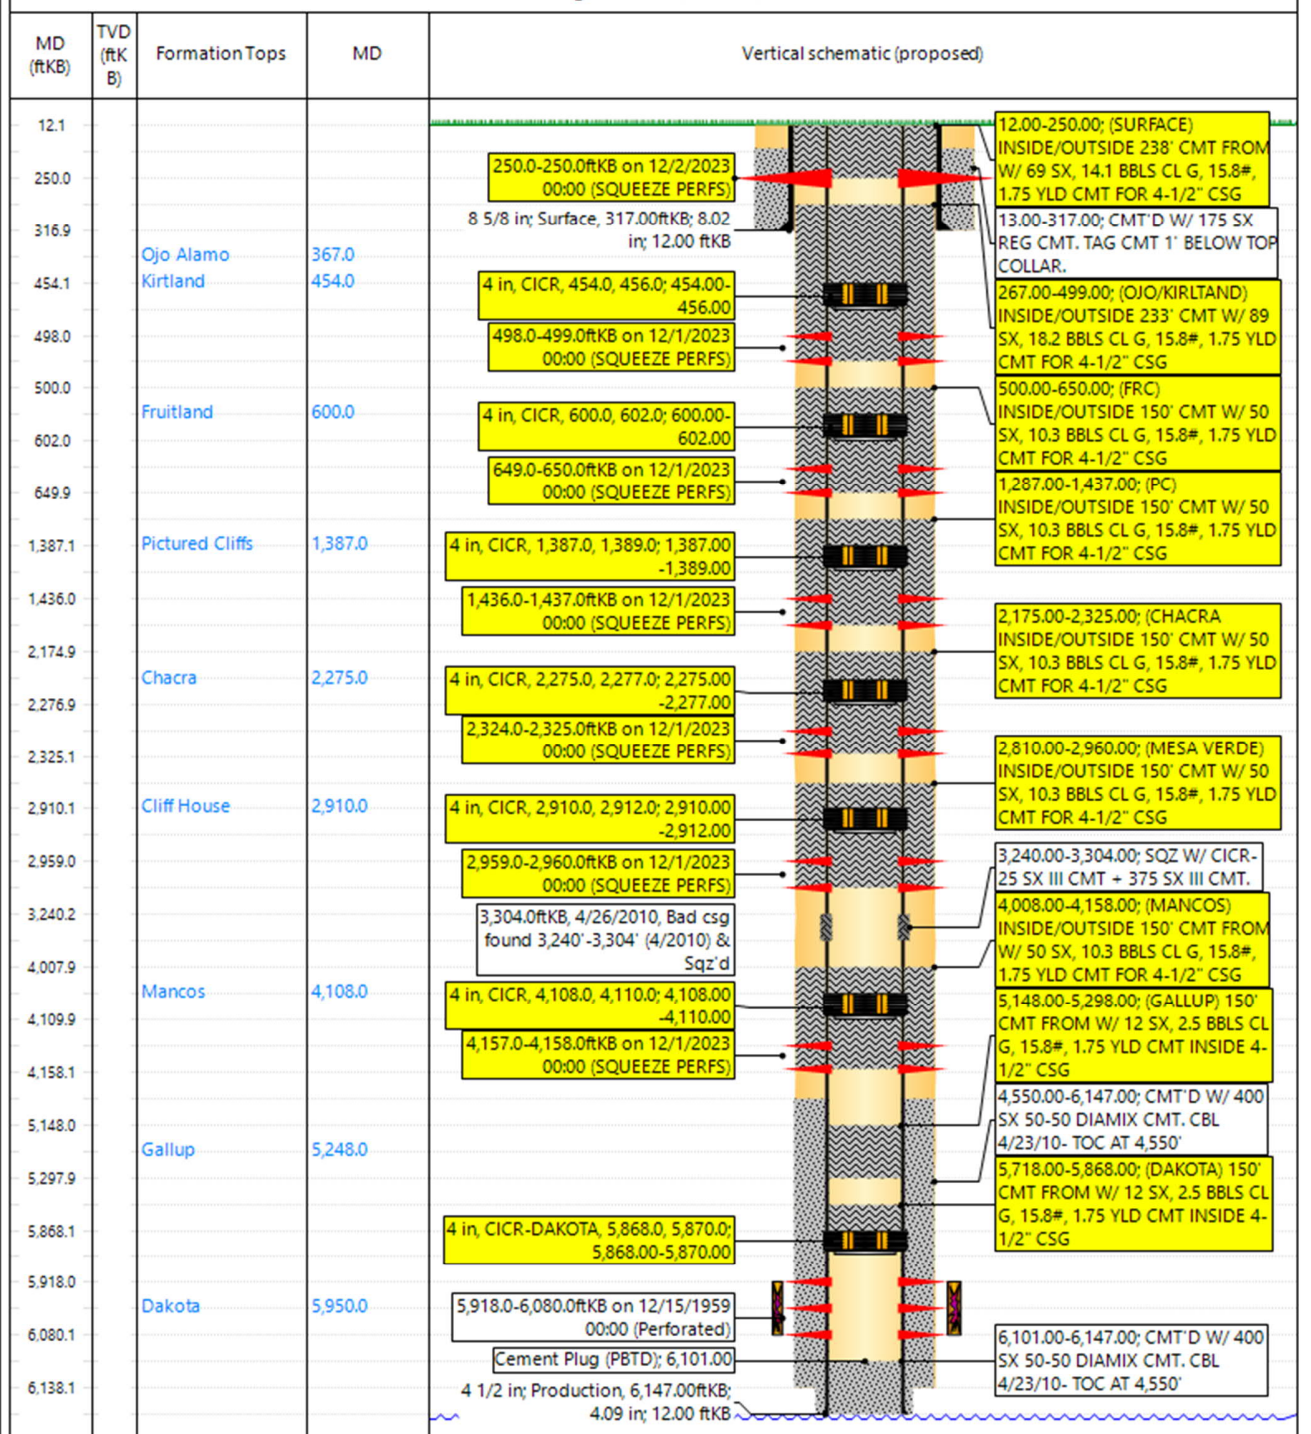 MD
(ftKB)
TVD
(ftK
B)
Formation Tops
MD
Vertical schematic (proposed)
12.1
250.0
316.9
454.1
498.0
500.0
602.0
649.9
1,387.1
1,436.0
2,174.9
2,276.9
2,325.1
2,910.1
2,959.0
3,240.2
4,007.9
4,109.9
4,158.1
5,148.0
5,297.9
5,868.1
5,918.0
6,080.1
6,138.1
Ojo Alamo 367.0
Kirtland 454.0
Fruitland 600.0
Pictured Cliffs 1,387.0
Chacra 2,275.0
Cliff House 2,910.0
Mancos 4,108.0
Gallup 5,248.0
Dakota 5,950.0
250.0-250.0ftKB on 12/2/2023
00:00 (SQUEEZE PERFS)
8 5/8 in; Surface, 317.00ftKB; 8.02
in; 12.00 ftKB
4 in, CICR, 454.0, 456.0; 454.00-
456.00
498.0-499.0ftKB on 12/1/2023
00:00 (SQUEEZE PERFS)
4 in, CICR, 600.0, 602.0; 600.00-
602.00
649.0-650.0ftKB on 12/1/2023
00:00 (SQUEEZE PERFS)
4 in, CICR, 1,387.0, 1,389.0; 1,387.00
-1,389.00
1,436.0-1,437.0ftKB on 12/1/2023
00:00 (SQUEEZE PERFS)
4 in, CICR, 2,275.0, 2,277.0; 2,275.00
-2,277.00
2,324.0-2,325.0ftKB on 12/1/2023
00:00 (SQUEEZE PERFS)
4 in, CICR, 2,910.0, 2,912.0; 2,910.00
-2,912.00
2,959.0-2,960.0ftKB on 12/1/2023
00:00 (SQUEEZE PERFS)
3,304.0ftKB, 4/26/2010, Bad csg
found 3,240'-3,304' (4/2010) &
Sqz'd
4 in, CICR, 4,108.0, 4,110.0; 4,108.00
-4,110.00
4,157.0-4,158.0ftKB on 12/1/2023
00:00 (SQUEEZE PERFS)
4 in, CICR-DAKOTA, 5,868.0, 5,870.0;
5,868.00-5,870.00
5,918.0-6,080.0ftKB on 12/15/1959
00:00 (Perforated)
Cement Plug (PBTD); 6,101.00
4 1/2 in; Production, 6,147.00ftKB;
4.09 in; 12.00 ftKB
12.00-250.00; (SURFACE)
INSIDE/OUTSIDE 238' CMT FROM
W/ 69 SX, 14.1 BBLS CL G, 15.8#,
1.75 YLD CMT FOR 4-1/2" CSG
13.00-317.00; CMT'D W/ 175 SX
REG CMT. TAG CMT 1' BELOW TOP
COLLAR.
267.00-499.00; (OJO/KIRLTAND)
INSIDE/OUTSIDE 233' CMT W/ 89
SX, 18.2 BBLS CL G, 15.8#, 1.75 YLD
CMT FOR 4-1/2" CSG
500.00-650.00; (FRC)
INSIDE/OUTSIDE 150' CMT W/ 50
SX, 10.3 BBLS CL G, 15.8#, 1.75 YLD
CMT FOR 4-1/2" CSG
1,287.00-1,437.00; (PC)
INSIDE/OUTSIDE 150' CMT W/ 50
SX, 10.3 BBLS CL G, 15.8#, 1.75 YLD
CMT FOR 4-1/2" CSG
2,175.00-2,325.00; (CHACRA
INSIDE/OUTSIDE 150' CMT W/ 50
SX, 10.3 BBLS CL G, 15.8#, 1.75 YLD
CMT FOR 4-1/2" CSG
2,810.00-2,960.00; (MESA VERDE)
INSIDE/OUTSIDE 150' CMT W/ 50
SX, 10.3 BBLS CL G, 15.8#, 1.75 YLD
CMT FOR 4-1/2" CSG
3,240.00-3,304.00; SQZ W/ CICR-
25 SX III CMT + 375 SX III CMT.
4,008.00-4,158.00; (MANCOS)
INSIDE/OUTSIDE 150' CMT FROM
W/ 50 SX, 10.3 BBLS CL G, 15.8#,
1.75 YLD CMT FOR 4-1/2" CSG
5,148.00-5,298.00; (GALLUP) 150'
CMT FROM W/ 12 SX, 2.5 BBLS CL
G, 15.8#, 1.75 YLD CMT INSIDE 4-
1/2" CSG
4,550.00-6,147.00; CMT'D W/ 400
SX 50-50 DIAMIX CMT. CBL
4/23/10- TOC AT 4,550'
5,718.00-5,868.00; (DAKOTA) 150'
CMT FROM W/ 12 SX, 2.5 BBLS CL
G, 15.8#, 1.75 YLD CMT INSIDE 4-
1/2" CSG
6,101.00-6,147.00; CMT'D W/ 400
SX 50-50 DIAMIX CMT. CBL
4/23/10- TOC AT 4,550'